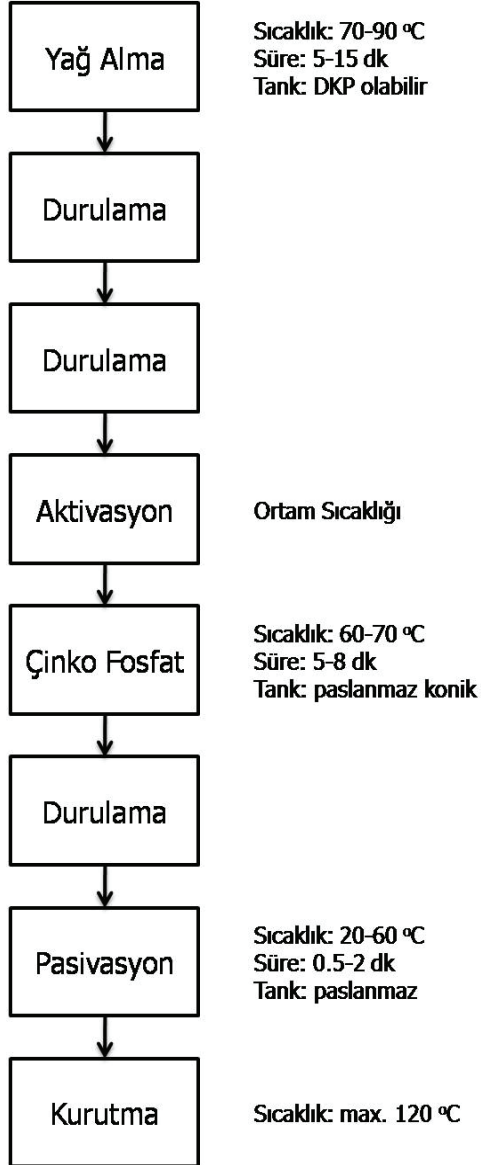 Yağ Alma
Sıcaklık: 70-90 ºC
Süre: 5-15 dk
Tank: DKP olabilir
Durulama
Durulama
Aktivasyon
Ortam Sıcaklığı
Çinko Fosfat
Sıcaklık: 60-70 ºC
Süre: 5-8 dk
Tank: paslanmaz konik
Durulama
Pasivasyon
Sıcaklık: 20-60 ºC
Süre: 0.5-2 dk
Tank: paslanmaz
Kurutma
Sıcaklık: max. 120 ºC